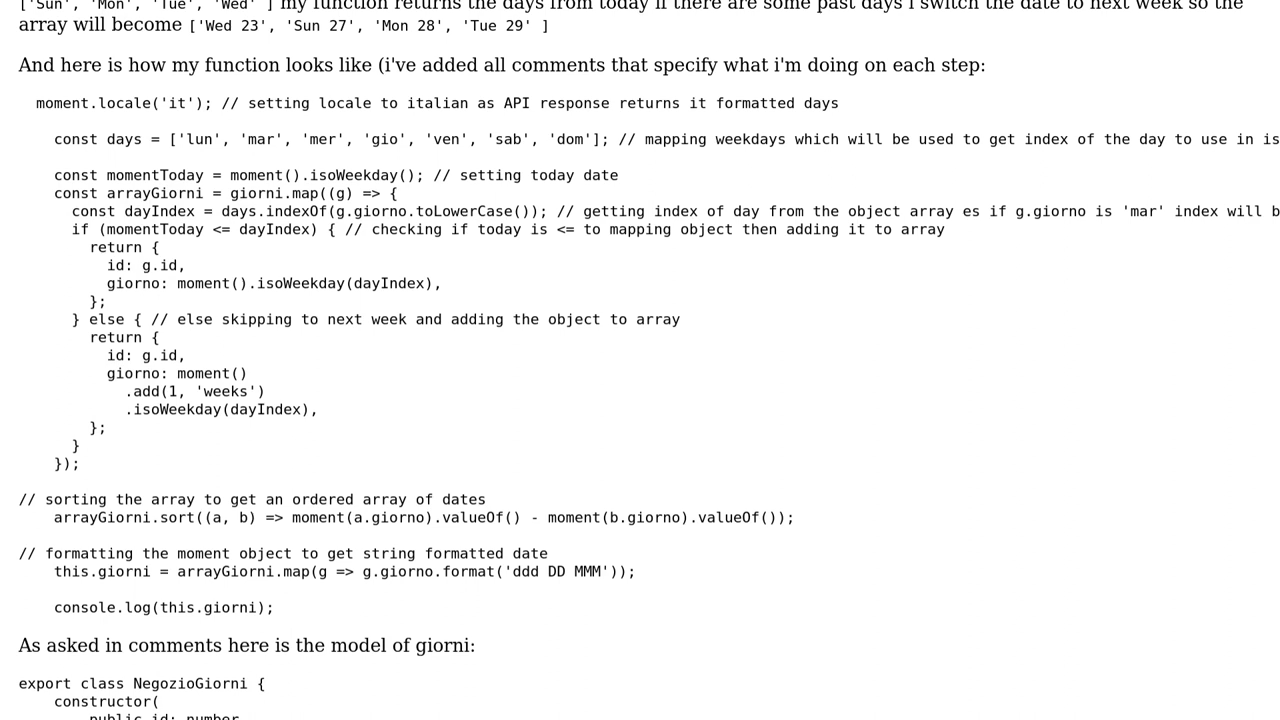 ['Sun', 'Mon', 'Tue', 'Wed' ] my function returns the days from today if there are some past days i switch the date to next week so the
array will become ['Wed 23', 'Sun 27', 'Mon 28', 'Tue 29' ]
And here is how my function looks like (i've added all comments that specify what i'm doing on each step:
moment.locale('it'); // setting locale to italian as API response returns it formatted days
const days = ['lun', 'mar', 'mer', 'gio', 'ven', 'sab', 'dom']; // mapping weekdays which will be used to get index of the day to use in is
const momentToday = moment().isoWeekday(); // setting today date
const arrayGiorni = giorni.map((g) => {
const dayIndex = days.indexOf(g.giorno.toLowerCase()); // getting index of day from the object array es if g.giorno is 'mar' index will b
if (momentToday <= dayIndex) { // checking if today is <= to mapping object then adding it to array
return {
id: g.id,
giorno: moment().isoWeekday(dayIndex),
};
} else { // else skipping to next week and adding the object to array
return {
id: g.id,
giorno: moment()
.add(1, 'weeks')
.isoWeekday(dayIndex),
};
}
});
// sorting the array to get an ordered array of dates
arrayGiorni.sort((a, b) => moment(a.giorno).valueOf() - moment(b.giorno).valueOf());
// formatting the moment object to get string formatted date
this.giorni = arrayGiorni.map(g => g.giorno.format('ddd DD MMM'));
console.log(this.giorni);
As asked in comments here is the model of giorni:
export class NegozioGiorni {
constructor(
public id: number